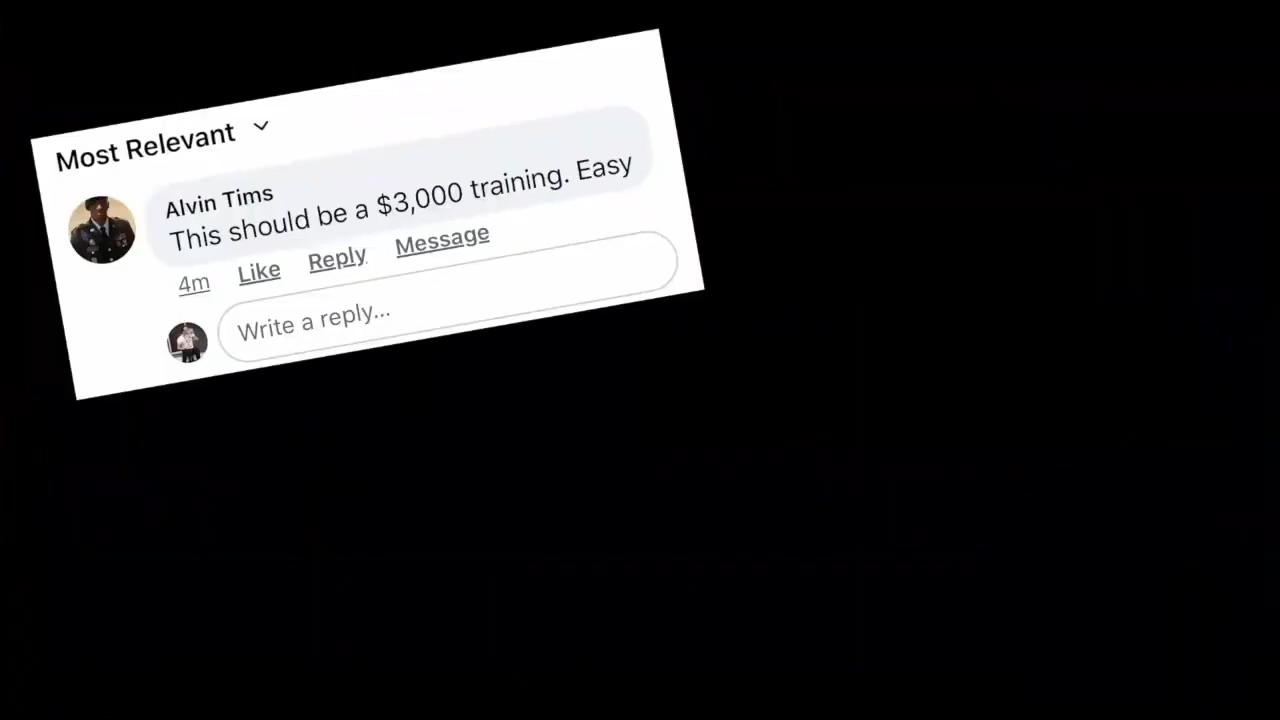 Most Relevant
Alvin Tims
This should be a $3,000 training. Easy
4m Like Reply Message
Write a reply...